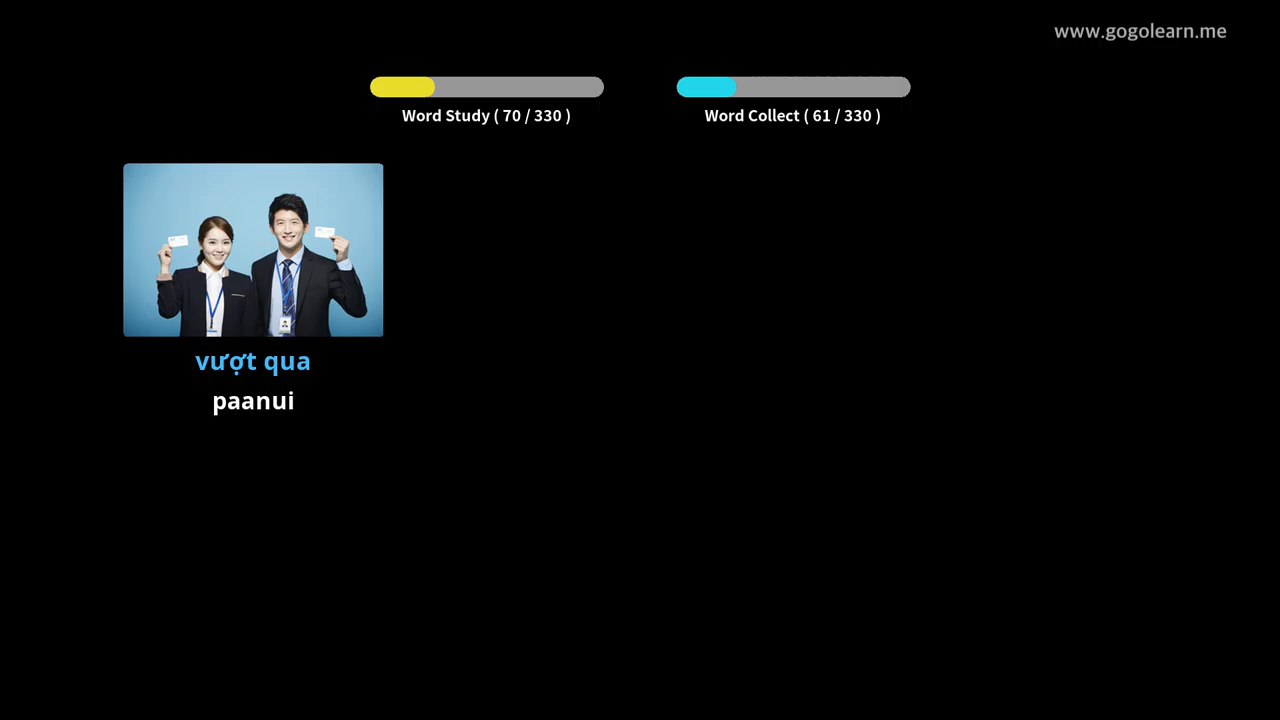 www.gogolearn.me
Word Study ( 70 / 330 )
Word Collect ( 61 / 330 )
vượt qua
paanui